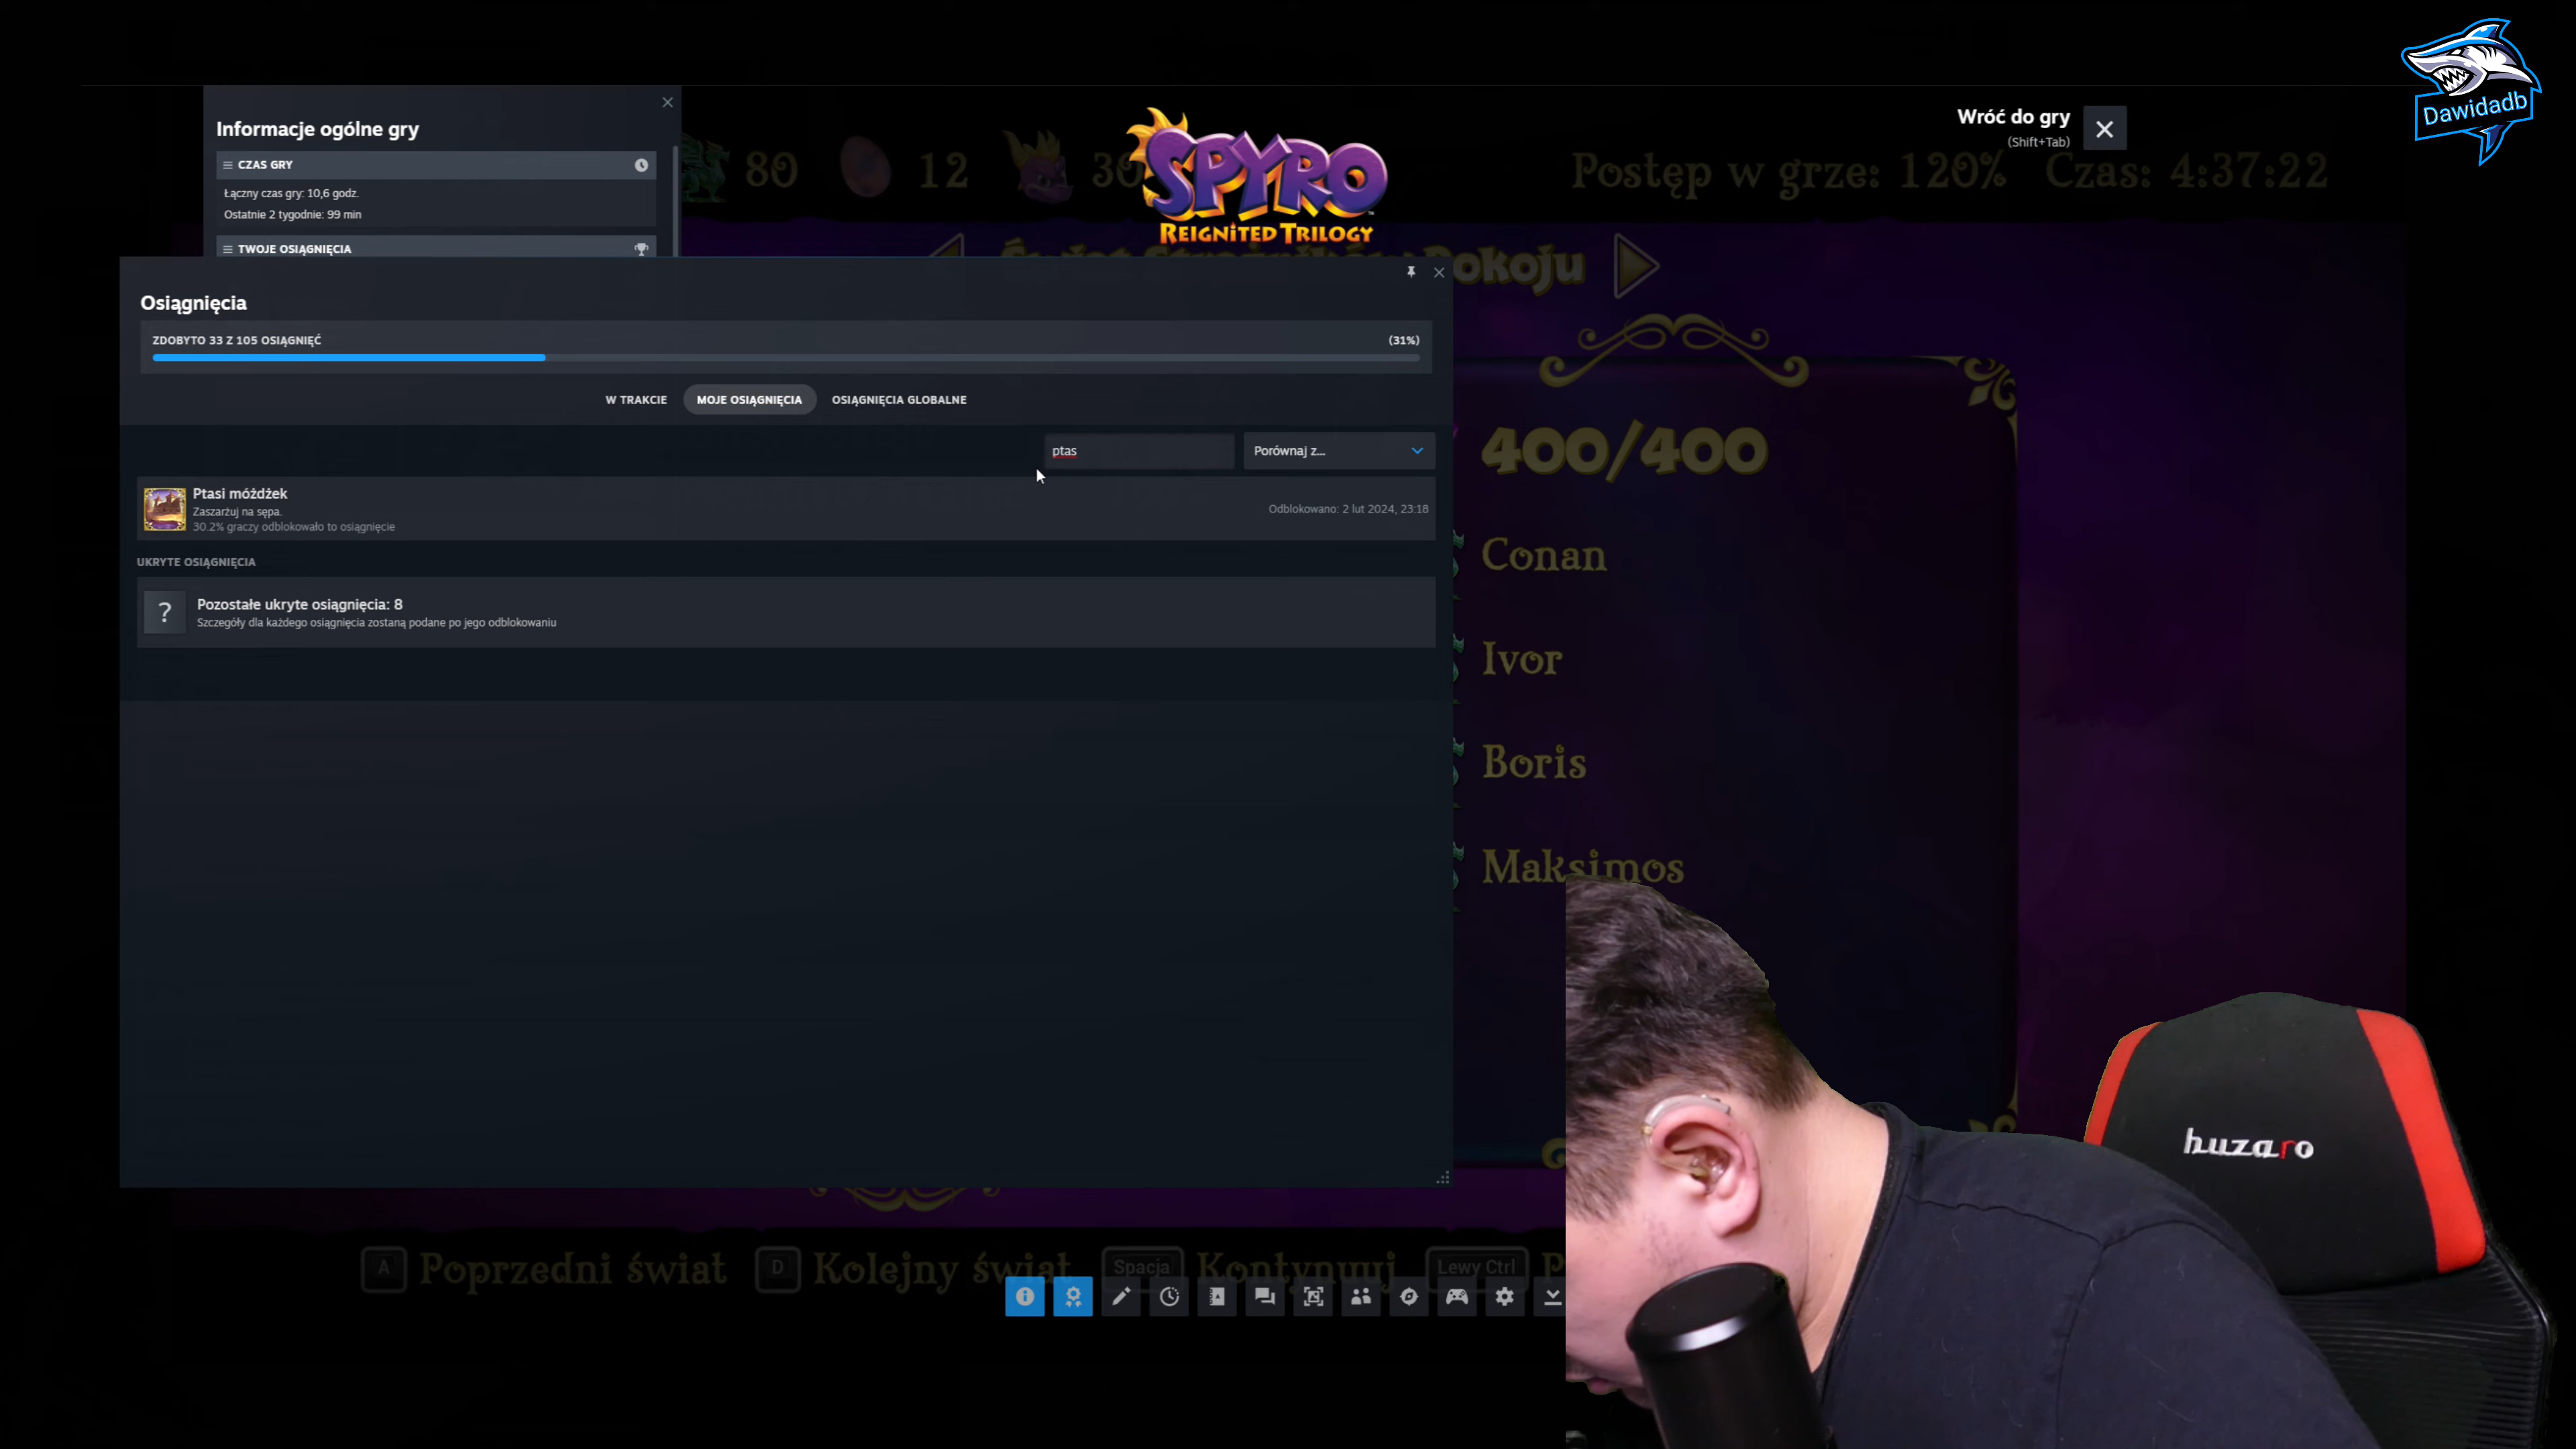 Dawidadb
Informacje ogólne gry
CZAS GRY
Łączny czas gry: 10,6 godz.
Ostatnie 2 tygodnie: 99 min
TWOJE OSIĄGNIĘCIA
80
12
SPYRO
REIGNITED TRILOGY
Wróć do gry
(Shift+Tab)
Postęp w grze: 120%
Czas: 4:37:22
Świat Strażników Pokoju
Osiągnięcia
ZDOBYTO 33 Z 105 OSIĄGNIĘĆ
(31%)
W TRAKCIE
MOJE OSIĄGNIĘCIA
OSIĄGNIĘCIA GLOBALNE
ptas
Porównaj z...
Ptasi móżdżek
Zaszarżuj na sępa.
30.2% graczy odblokowało to osiągnięcie
Odblokowano: 2 lut 2024, 23:18
UKRYTE OSIĄGNIĘCIA
?
Pozostałe ukryte osiągnięcia: 8
Szczegóły dla każdego osiągnięcia zostaną podane po jego odblokowaniu
400/400
Conan
Ivor
Boris
Maksimos
huzaro
A
Poprzedni świat
D
Kolejny świat
Spacja
Kontynuuj
Lewy Ctrl